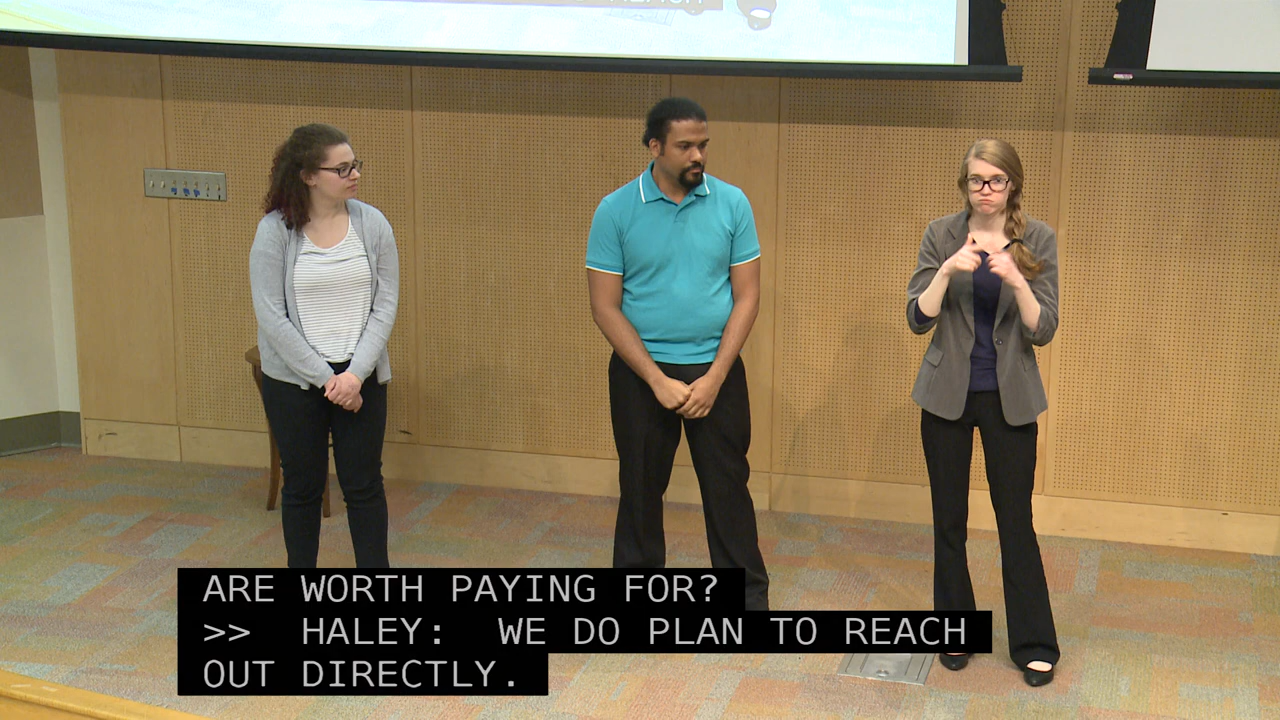 ARE WORTH PAYING FOR?
>> HALEY: WE DO PLAN TO REACH
OUT DIRECTLY.